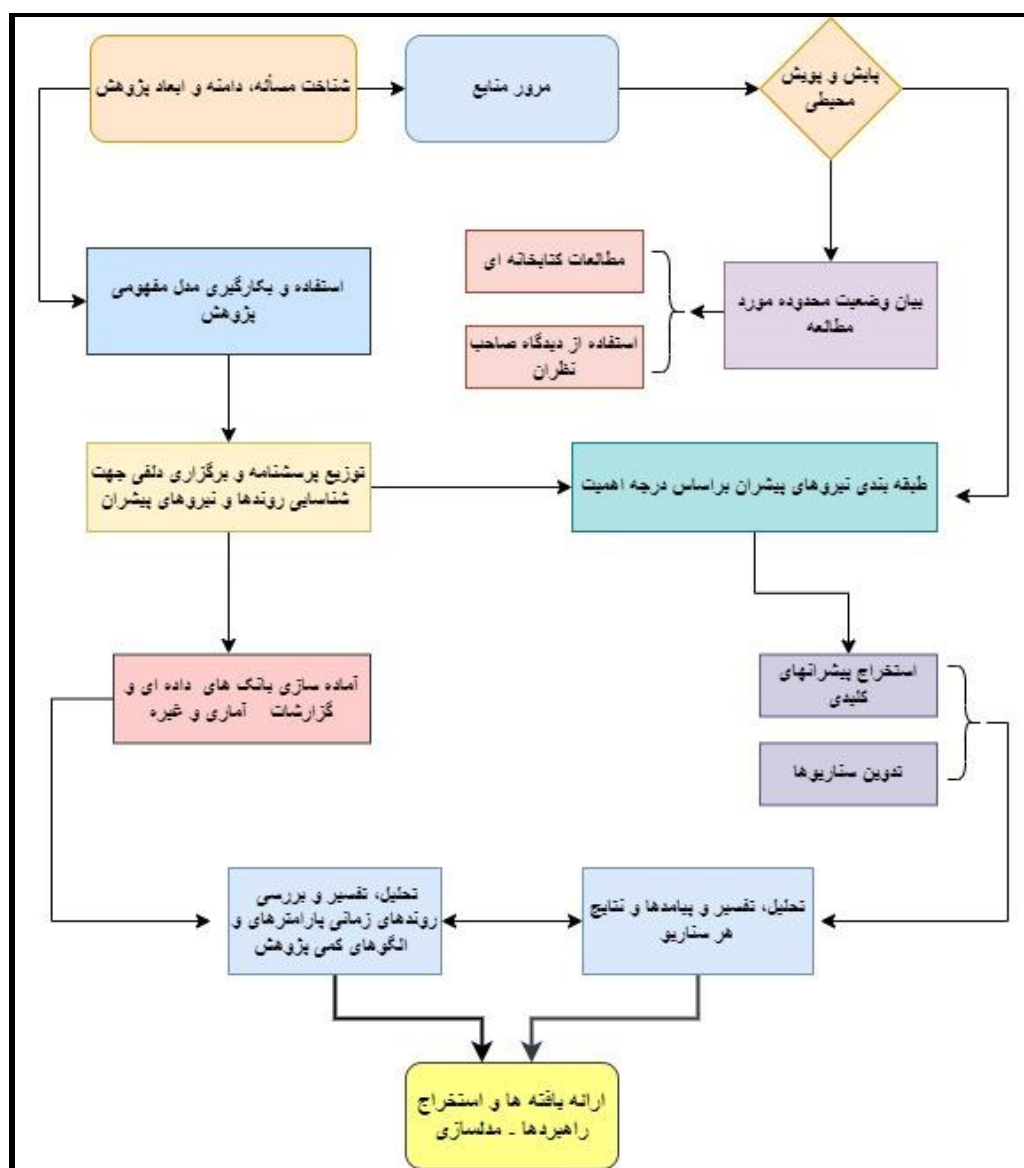 شناخت مسأله، دامنه و ابعاد پژوهش
مرور منابع
پایش و پویش
محیطی
مطالعات کتابخانه ای
استفاده از دیدگاه صاحب
نظران
بیان وضعیت محدوده مورد
مطالعه
استفاده و بکارگیری مدل مفهومی
پژوهش
توزیع پرسشنامه و برگزاری دلفی جهت
شناسایی روندها و نیروهای پیشران
طبقه بندی نیروهای پیشران براساس درجه اهمیت
آماده سازی بانک های داده ای و
گزارشات آماری و غیره
استخراج پیشرانهای
کلیدی
تدوین سناریوها
تحلیل، تفسیر و بررسی
روندهای زمانی پارامترهای و
الگوهای کمی پژوهش
تحلیل، تفسیر و پیامدها و نتایج
هر سناریو
ارائه یافته ها و استخراج
راهبردها - مدلسازی